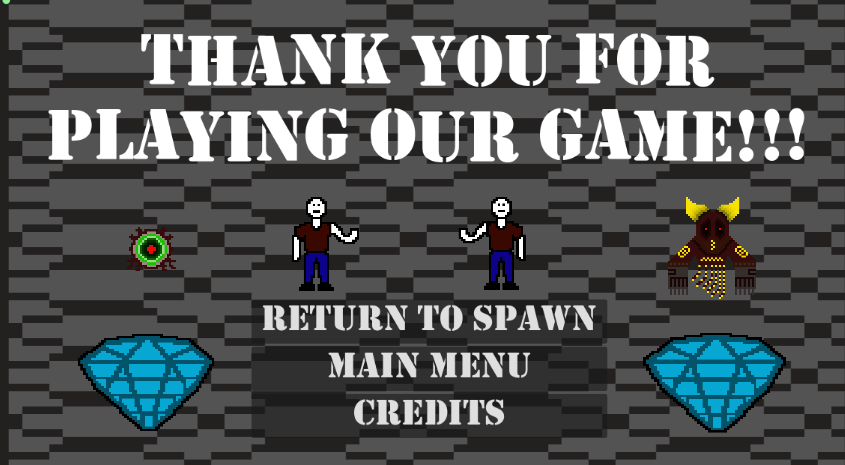 THANK YOU FOR
PLAYING OUR GAME!!!
RETURN TO SPAWN
MAIN MENU
CREDITS